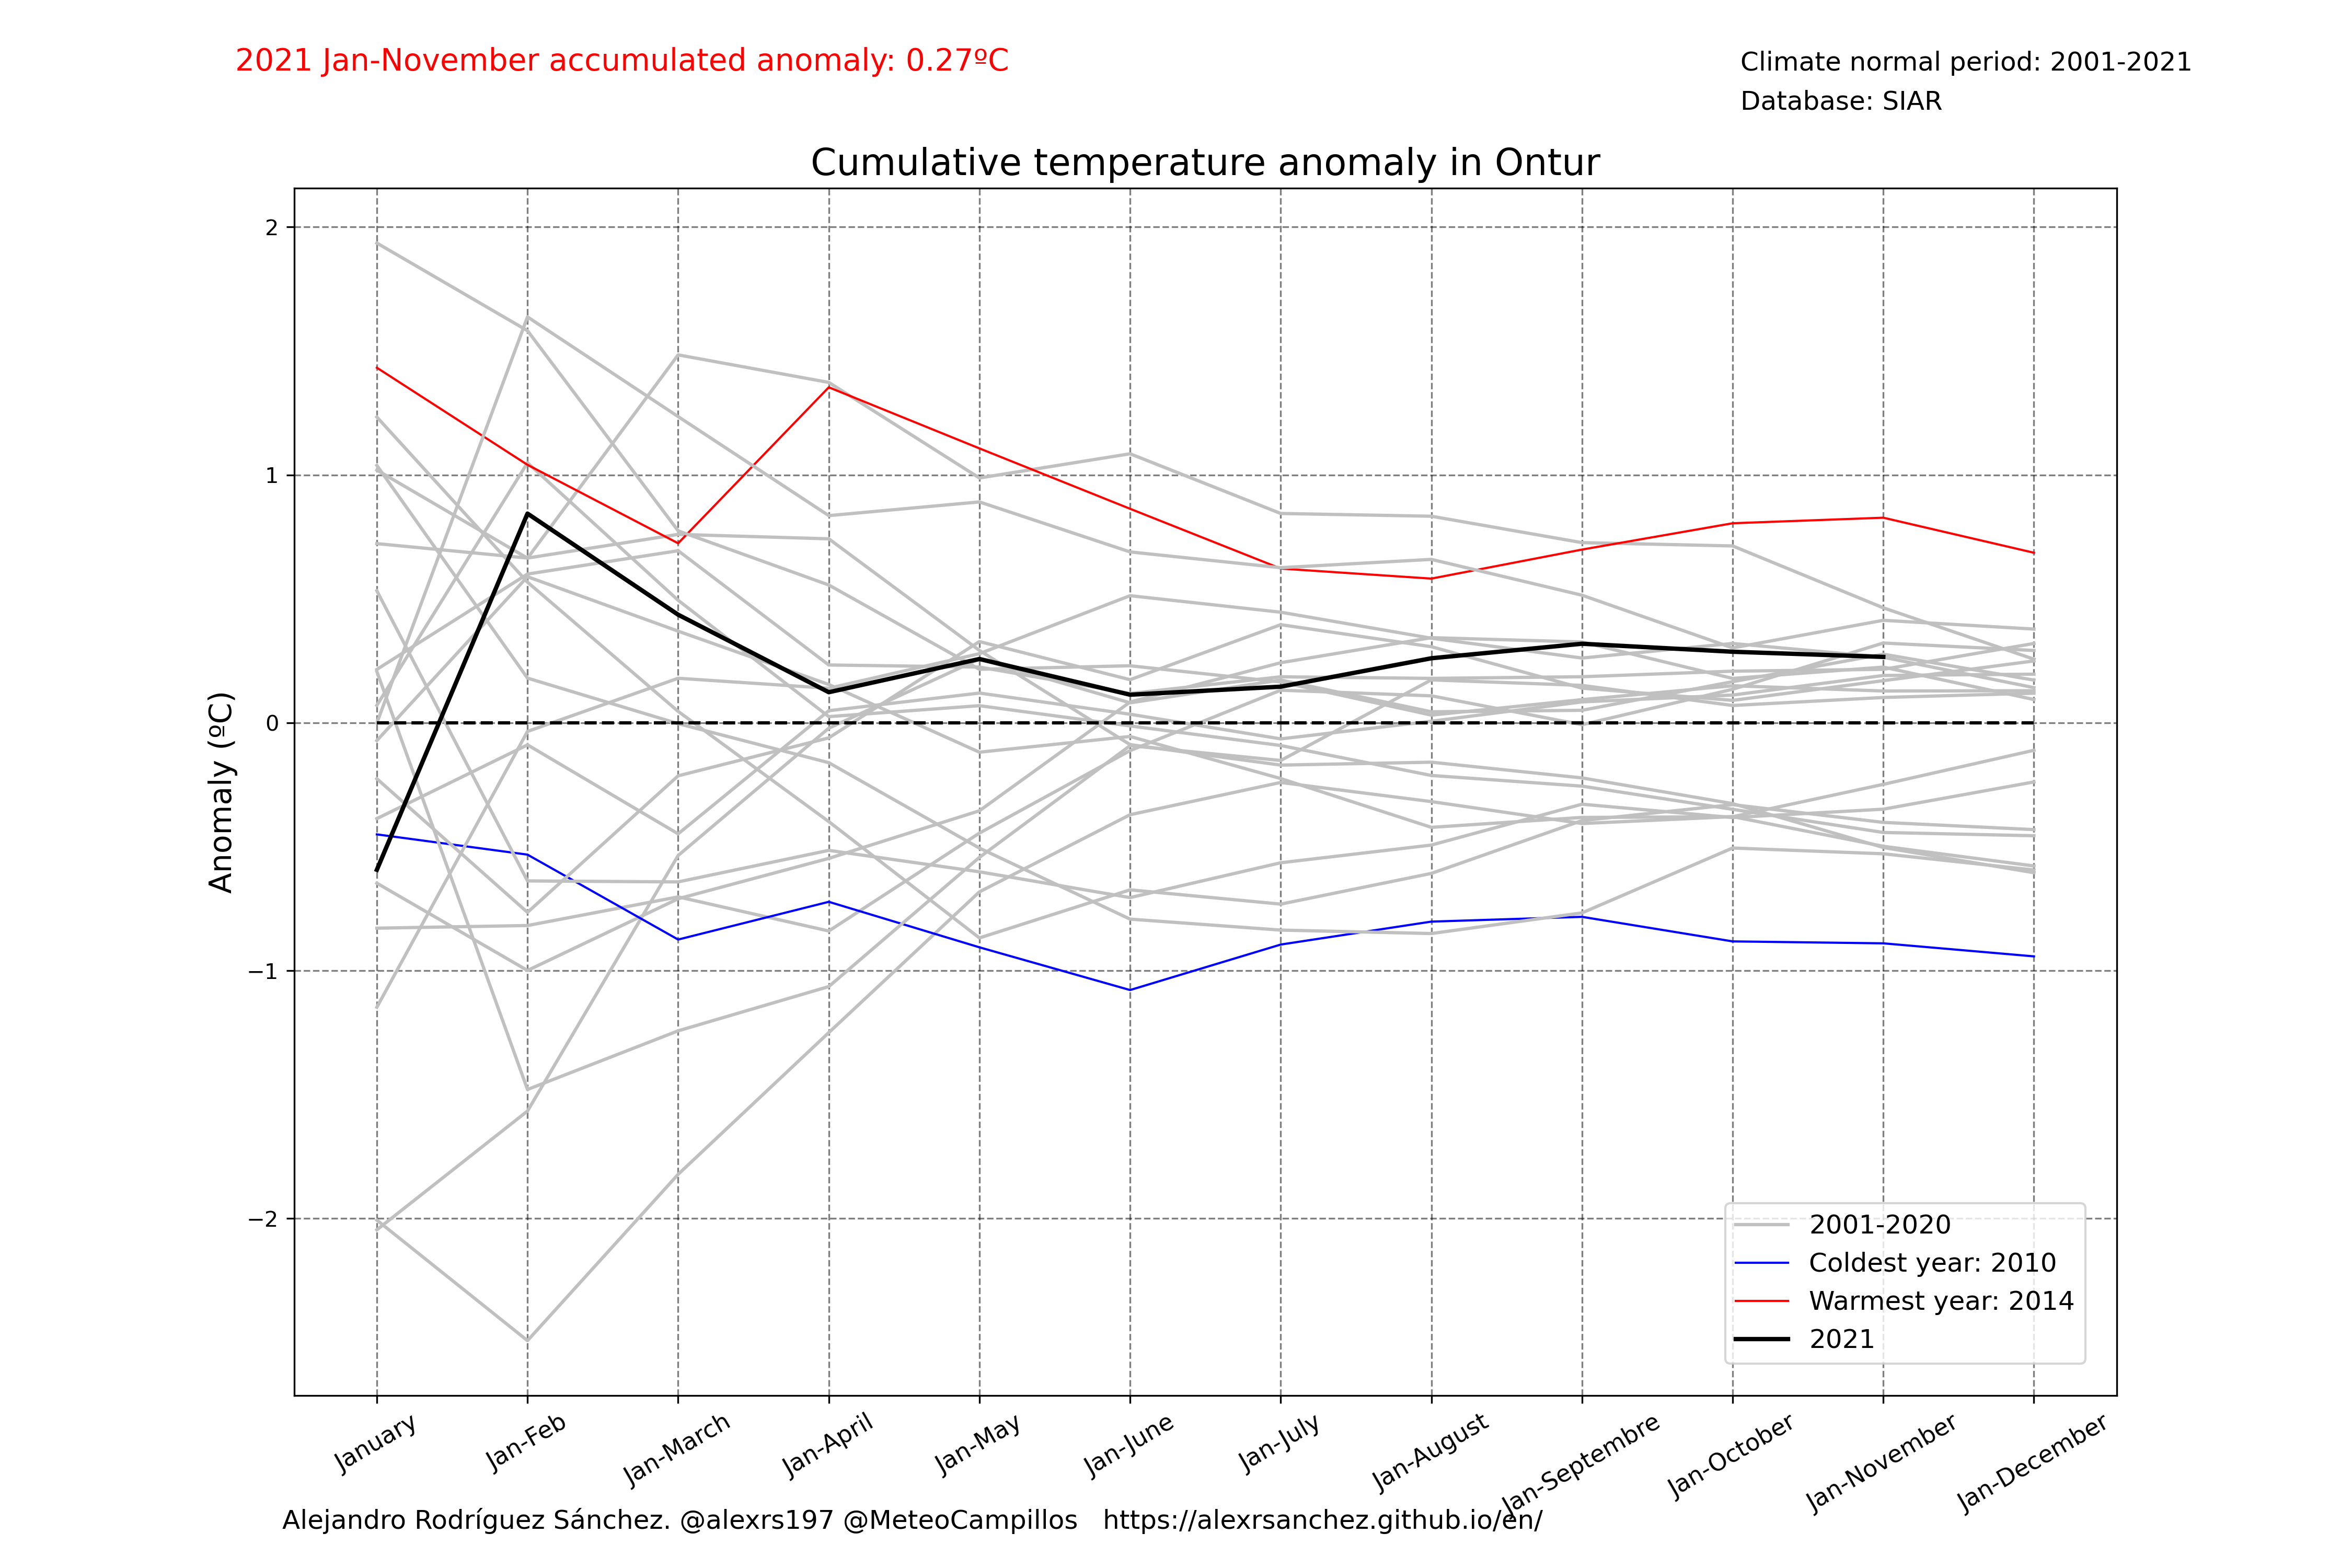 2021 Jan-November accumulated anomaly: 0.27ºC
Climate normal period: 2001-2021
Database: SIAR
Cumulative temperature anomaly in Ontur
Anomaly (ºC)
2
1
0
−1
−2
2001-2020
Coldest year: 2010
Warmest year: 2014
2021
January
Jan-Feb
Jan-March
Jan-April
Jan-May
Jan-June
Jan-July
Jan-August
Jan-Septembre
Jan-October
Jan-November
Jan-December
Alejandro Rodríguez Sánchez. @alexrs197 @MeteoCampillos https://alexrsanchez.github.io/en/